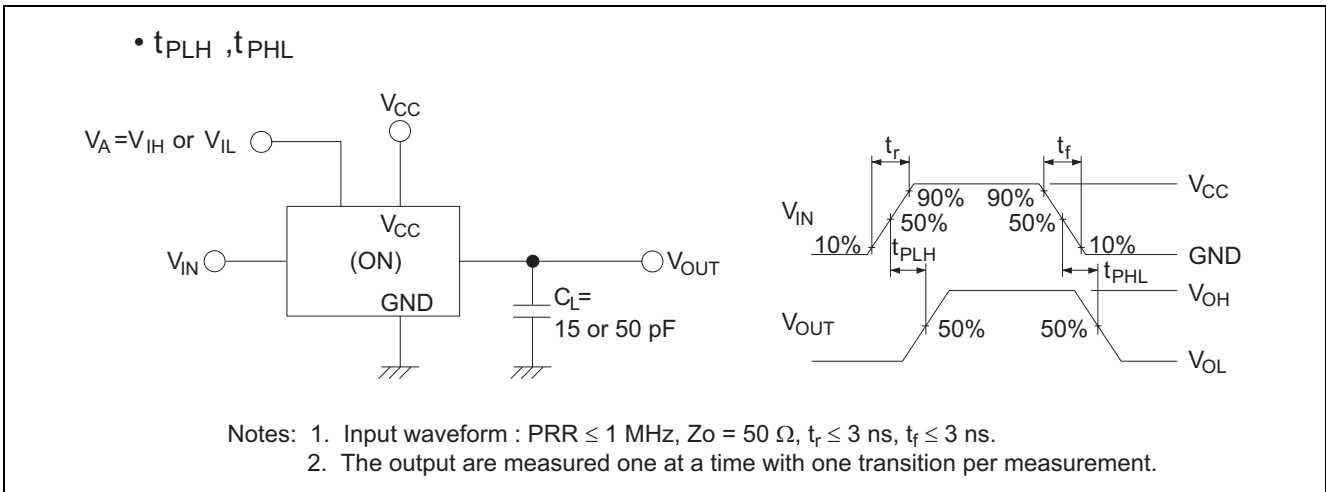 • tPLH ,tPHL
VCC
VA=VIH or VIL
VCC
(ON)
GND
VIN
VOUT
CL=
15 or 50 pF
tr
tf
VCC
90%
90%
VIN
50%
50%
10%
10%
GND
tPLH
tPHL
VOH
VOUT
50%
50%
VOL
Notes: 1. Input waveform : PRR ≤ 1 MHz, Zo = 50 Ω, tr ≤ 3 ns, tf ≤ 3 ns.
2. The output are measured one at a time with one transition per measurement.